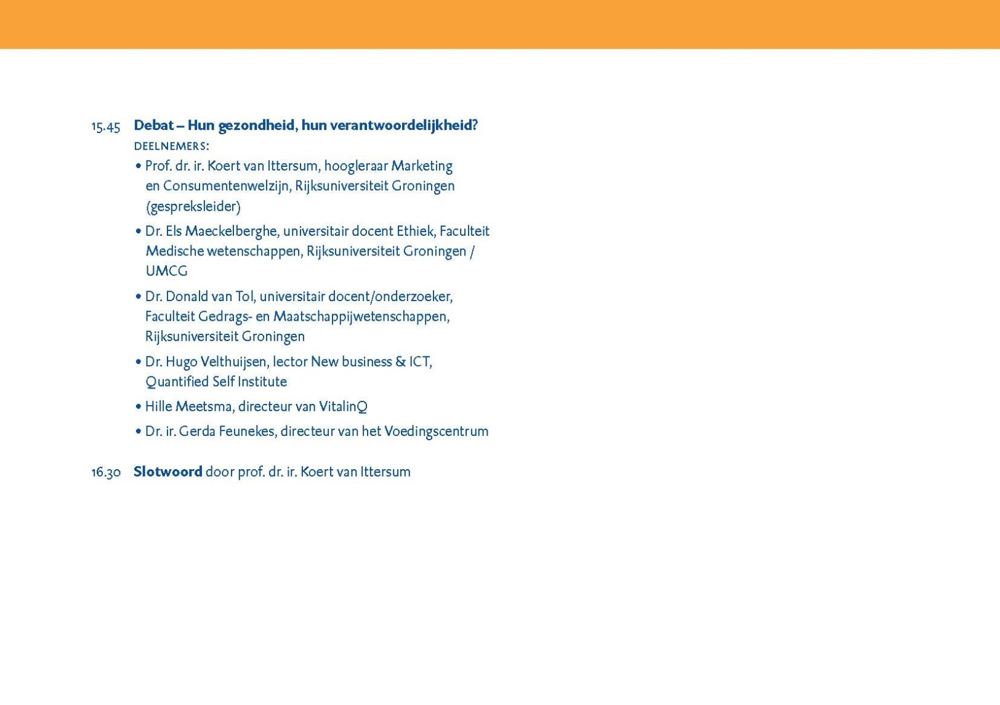 15.45 Debat – Hun gezondheid, hun verantwoordelijkheid?
DEELNEMERS:
• Prof. dr. ir. Koert van Ittersum, hoogleraar Marketing
en Consumentenwelzijn, Rijksuniversiteit Groningen
(gespreksleider)
• Dr. Els Maeckelberghe, universitair docent Ethiek, Faculteit
Medische wetenschappen, Rijksuniversiteit Groningen /
UMCG
• Dr. Donald van Tol, universitair docent/onderzoeker,
Faculteit Gedrags- en Maatschappijwetenschappen,
Rijksuniversiteit Groningen
• Dr. Hugo Velthuijsen, lector New business & ICT,
Quantified Self Institute
• Hille Meetsma, directeur van VitalinQ
• Dr. ir. Gerda Feunekes, directeur van het Voedingscentrum
16.30 Slotwoord door prof. dr. ir. Koert van Ittersum